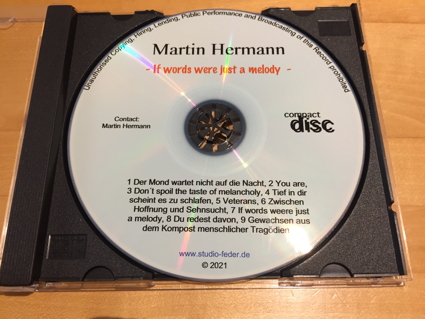 Unauthorised Copying, Hiring, Lending, Public Performance and Broadcasting of this Record prohibited
Martin Hermann
- If words were just a melody -
Contact:
Martin Hermann
COMPACT
disc
1 Der Mond wartet nicht auf die Nacht, 2 You are,
3 Don´t spoil the taste of melancholy, 4 Tief in dir
scheint es zu schlafen, 5 Veterans, 6 Zwischen
Hoffnung und Sehnsucht, 7 If words weere just
a melody, 8 Du redest davon, 9 Gewachsen aus
dem Kompost menschlicher Tragödien
www.studio-feder.de
© 2021